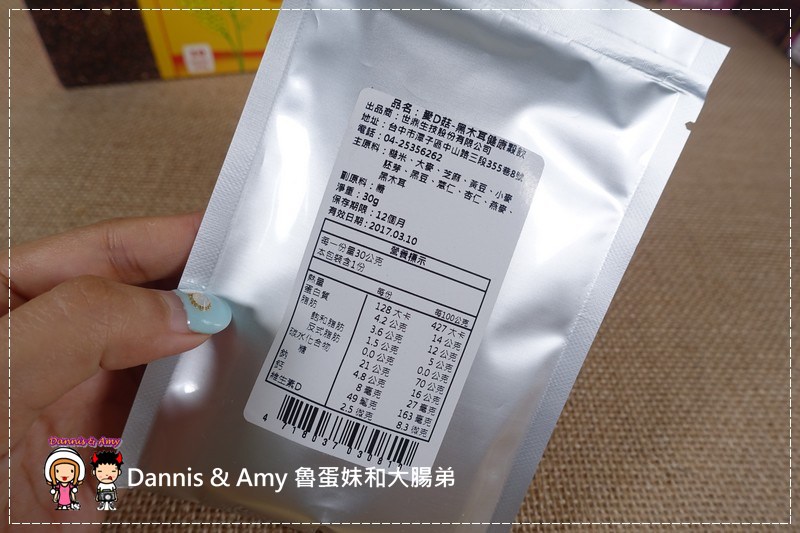 品名：愛D菇-黑木耳健康穀飲
出品商：世鼎生技股份有限公司
地址：台中市潭子區中山路三段355巷8號
電話：04-25356262
主原料：糙米、大麥、芝麻、黃豆、小麥
胚芽、黑豆、薏仁、杏仁、燕麥、
黑木耳
副原料：糖
淨重：30g
保存期限：12個月
有效日期：2017.03.10
營養標示
每一份量30公克
本包裝含1份
每份 每100公克
熱量 128 大卡 427 大卡
蛋白質 4.2 公克 14 公克
脂肪 3.6 公克 12 公克
飽和脂肪 1.5 公克 5 公克
反式脂肪 0.0 公克 0.0 公克
碳水化合物 21 公克 70 公克
糖 4.8 公克 16 公克
鈉 8 毫克 27 毫克
鈣 49 毫克 163 毫克
維生素D 2.5 微克 8.3 微克
Dannis & Amy
Dannis & Amy 魯蛋妹和大腸弟